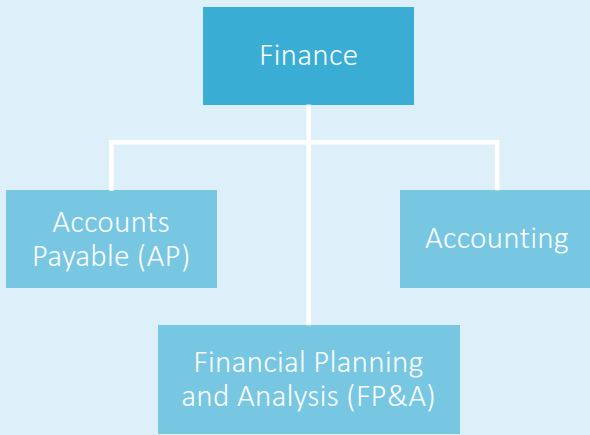 Finance
Accounts
Payable (AP)
Accounting
Financial Planning
and Analysis (FP&A)